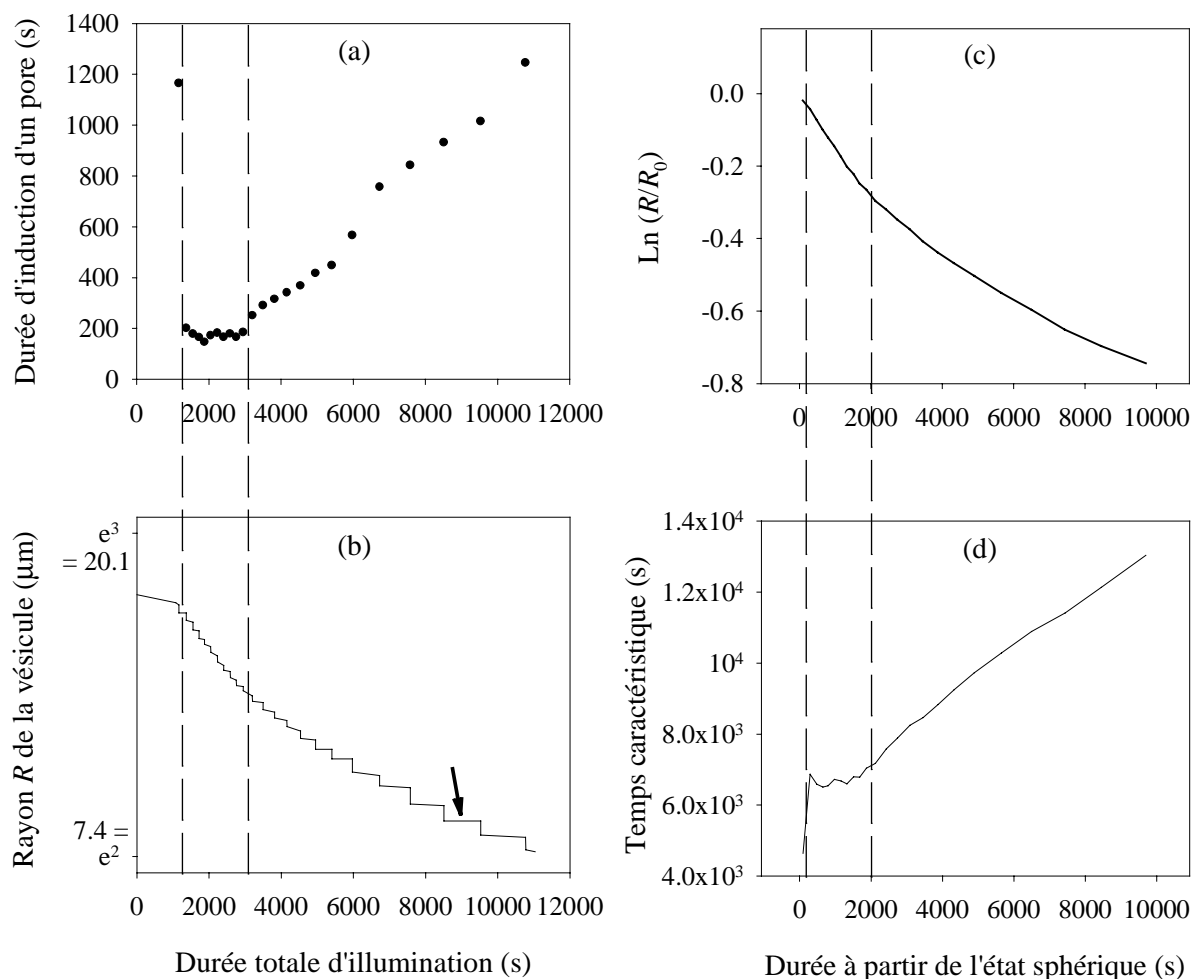 (a)
Durée d'induction d'un pore (s)
1400
1200
1000
800
600
400
200
0
0 2000 4000 6000 8000 10000 12000
(c)
Ln (R/R0)
0.0
-0.2
-0.4
-0.6
-0.8
0 2000 4000 6000 8000 10000
(b)
Rayon R de la vésicule (µm)
e³
= 20.1
7.4 =
e²
0 2000 4000 6000 8000 10000 12000
Durée totale d'illumination (s)
(d)
Temps caractéristique (s)
1.4x10⁴
1.2x10⁴
10⁴
8.0x10³
6.0x10³
4.0x10³
0 2000 4000 6000 8000 10000
Durée à partir de l'état sphérique (s)